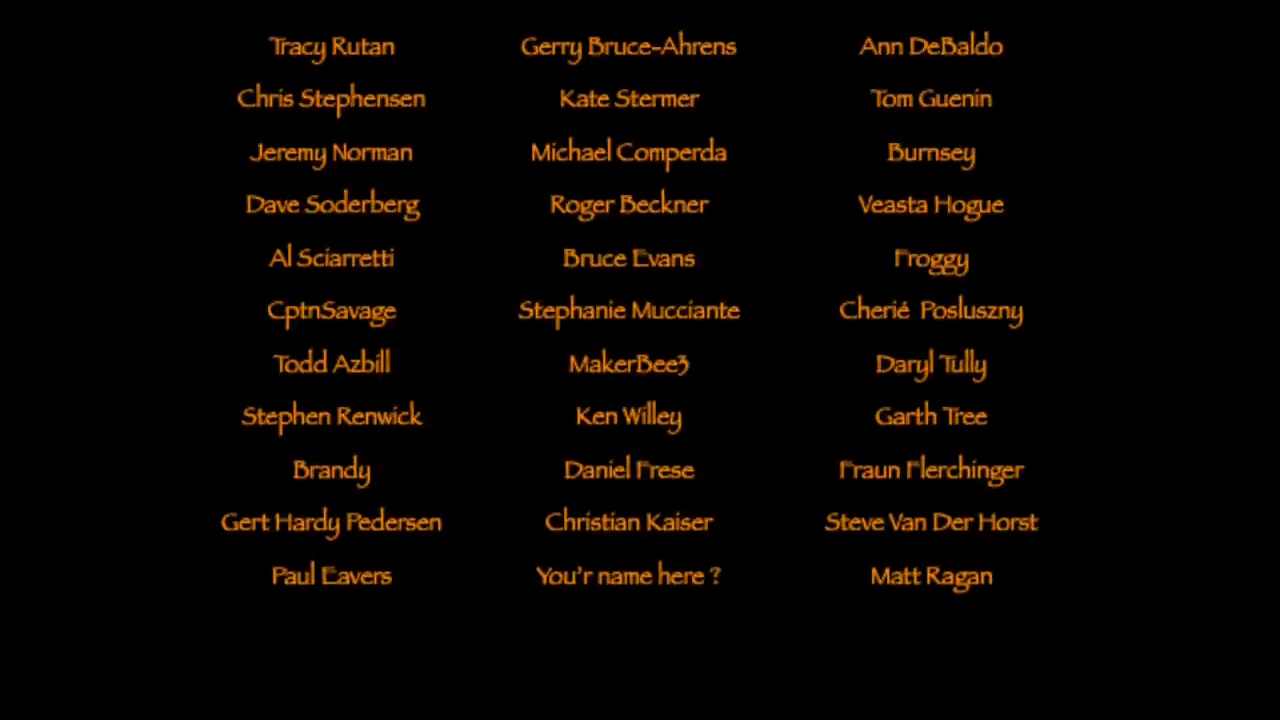 Tracy Rutan Gerry Bruce-Ahrens Ann DeBaldo
Chris Stephensen Kate Stermer Tom Guenin
Jeremy Norman Michael Comperda Burnsey
Dave Soderberg Roger Beckner Veasta Hogue
Al Sciarretti Bruce Evans Froggy
CptnSavage Stephanie Mucciante Cherié Posluszny
Todd Azbill MakerBee3 Daryl Tully
Stephen Renwick Ken Willey Garth Tree
Brandy Daniel Frese Fraun Flerchinger
Gert Hardy Pedersen Christian Kaiser Steve Van Der Horst
Paul Eavers You'r name here ? Matt Ragan